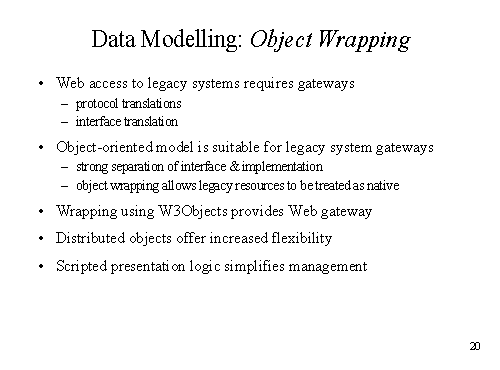 Data Modelling: Object Wrapping
• Web access to legacy systems requires gateways
– protocol translations
– interface translation
• Object-oriented model is suitable for legacy system gateways
– strong separation of interface & implementation
– object wrapping allows legacy resources to be treated as native
• Wrapping using W3Objects provides Web gateway
• Distributed objects offer increased flexibility
• Scripted presentation logic simplifies management
20